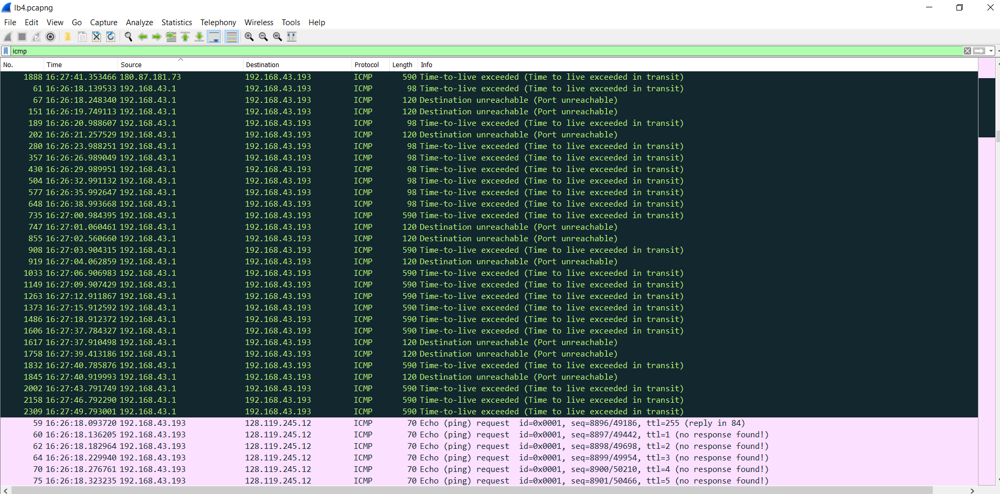 lb4.pcapng
File Edit View Go Capture Analyze Statistics Telephony Wireless Tools Help
icmp
No. Time Source Destination Protocol Length Info
1888 16:27:41.353466 180.87.181.73 192.168.43.193 ICMP 590 Time-to-live exceeded (Time to live exceeded in transit)
61 16:26:18.139533 192.168.43.1 192.168.43.193 ICMP 98 Time-to-live exceeded (Time to live exceeded in transit)
67 16:26:18.248340 192.168.43.1 192.168.43.193 ICMP 120 Destination unreachable (Port unreachable)
151 16:26:19.749113 192.168.43.1 192.168.43.193 ICMP 120 Destination unreachable (Port unreachable)
189 16:26:20.988607 192.168.43.1 192.168.43.193 ICMP 98 Time-to-live exceeded (Time to live exceeded in transit)
202 16:26:21.257529 192.168.43.1 192.168.43.193 ICMP 120 Destination unreachable (Port unreachable)
280 16:26:23.988251 192.168.43.1 192.168.43.193 ICMP 98 Time-to-live exceeded (Time to live exceeded in transit)
357 16:26:26.989049 192.168.43.1 192.168.43.193 ICMP 98 Time-to-live exceeded (Time to live exceeded in transit)
430 16:26:29.989951 192.168.43.1 192.168.43.193 ICMP 98 Time-to-live exceeded (Time to live exceeded in transit)
504 16:26:32.991132 192.168.43.1 192.168.43.193 ICMP 98 Time-to-live exceeded (Time to live exceeded in transit)
577 16:26:35.992647 192.168.43.1 192.168.43.193 ICMP 98 Time-to-live exceeded (Time to live exceeded in transit)
648 16:26:38.993668 192.168.43.1 192.168.43.193 ICMP 98 Time-to-live exceeded (Time to live exceeded in transit)
735 16:27:00.984395 192.168.43.1 192.168.43.193 ICMP 590 Time-to-live exceeded (Time to live exceeded in transit)
747 16:27:01.060461 192.168.43.1 192.168.43.193 ICMP 120 Destination unreachable (Port unreachable)
855 16:27:02.560660 192.168.43.1 192.168.43.193 ICMP 120 Destination unreachable (Port unreachable)
908 16:27:03.904315 192.168.43.1 192.168.43.193 ICMP 590 Time-to-live exceeded (Time to live exceeded in transit)
919 16:27:04.062859 192.168.43.1 192.168.43.193 ICMP 120 Destination unreachable (Port unreachable)
1033 16:27:06.906983 192.168.43.1 192.168.43.193 ICMP 590 Time-to-live exceeded (Time to live exceeded in transit)
1149 16:27:09.907429 192.168.43.1 192.168.43.193 ICMP 590 Time-to-live exceeded (Time to live exceeded in transit)
1263 16:27:12.911867 192.168.43.1 192.168.43.193 ICMP 590 Time-to-live exceeded (Time to live exceeded in transit)
1373 16:27:15.912592 192.168.43.1 192.168.43.193 ICMP 590 Time-to-live exceeded (Time to live exceeded in transit)
1486 16:27:18.912372 192.168.43.1 192.168.43.193 ICMP 590 Time-to-live exceeded (Time to live exceeded in transit)
1606 16:27:37.784327 192.168.43.1 192.168.43.193 ICMP 590 Time-to-live exceeded (Time to live exceeded in transit)
1617 16:27:37.910498 192.168.43.1 192.168.43.193 ICMP 120 Destination unreachable (Port unreachable)
1758 16:27:39.413186 192.168.43.1 192.168.43.193 ICMP 120 Destination unreachable (Port unreachable)
1832 16:27:40.785876 192.168.43.1 192.168.43.193 ICMP 590 Time-to-live exceeded (Time to live exceeded in transit)
1845 16:27:40.919993 192.168.43.1 192.168.43.193 ICMP 120 Destination unreachable (Port unreachable)
2002 16:27:43.791749 192.168.43.1 192.168.43.193 ICMP 590 Time-to-live exceeded (Time to live exceeded in transit)
2158 16:27:46.792290 192.168.43.1 192.168.43.193 ICMP 590 Time-to-live exceeded (Time to live exceeded in transit)
2309 16:27:49.793001 192.168.43.1 192.168.43.193 ICMP 590 Time-to-live exceeded (Time to live exceeded in transit)
59 16:26:18.093720 192.168.43.193 128.119.245.12 ICMP 70 Echo (ping) request id=0x0001, seq=8896/49186, ttl=255 (reply in 84)
60 16:26:18.136205 192.168.43.193 128.119.245.12 ICMP 70 Echo (ping) request id=0x0001, seq=8897/49442, ttl=1 (no response found!)
62 16:26:18.182964 192.168.43.193 128.119.245.12 ICMP 70 Echo (ping) request id=0x0001, seq=8898/49698, ttl=2 (no response found!)
64 16:26:18.229940 192.168.43.193 128.119.245.12 ICMP 70 Echo (ping) request id=0x0001, seq=8899/49954, ttl=3 (no response found!)
70 16:26:18.276761 192.168.43.193 128.119.245.12 ICMP 70 Echo (ping) request id=0x0001, seq=8900/50210, ttl=4 (no response found!)
75 16:26:18.323235 192.168.43.193 128.119.245.12 ICMP 70 Echo (ping) request id=0x0001, seq=8901/50466, ttl=5 (no response found!)